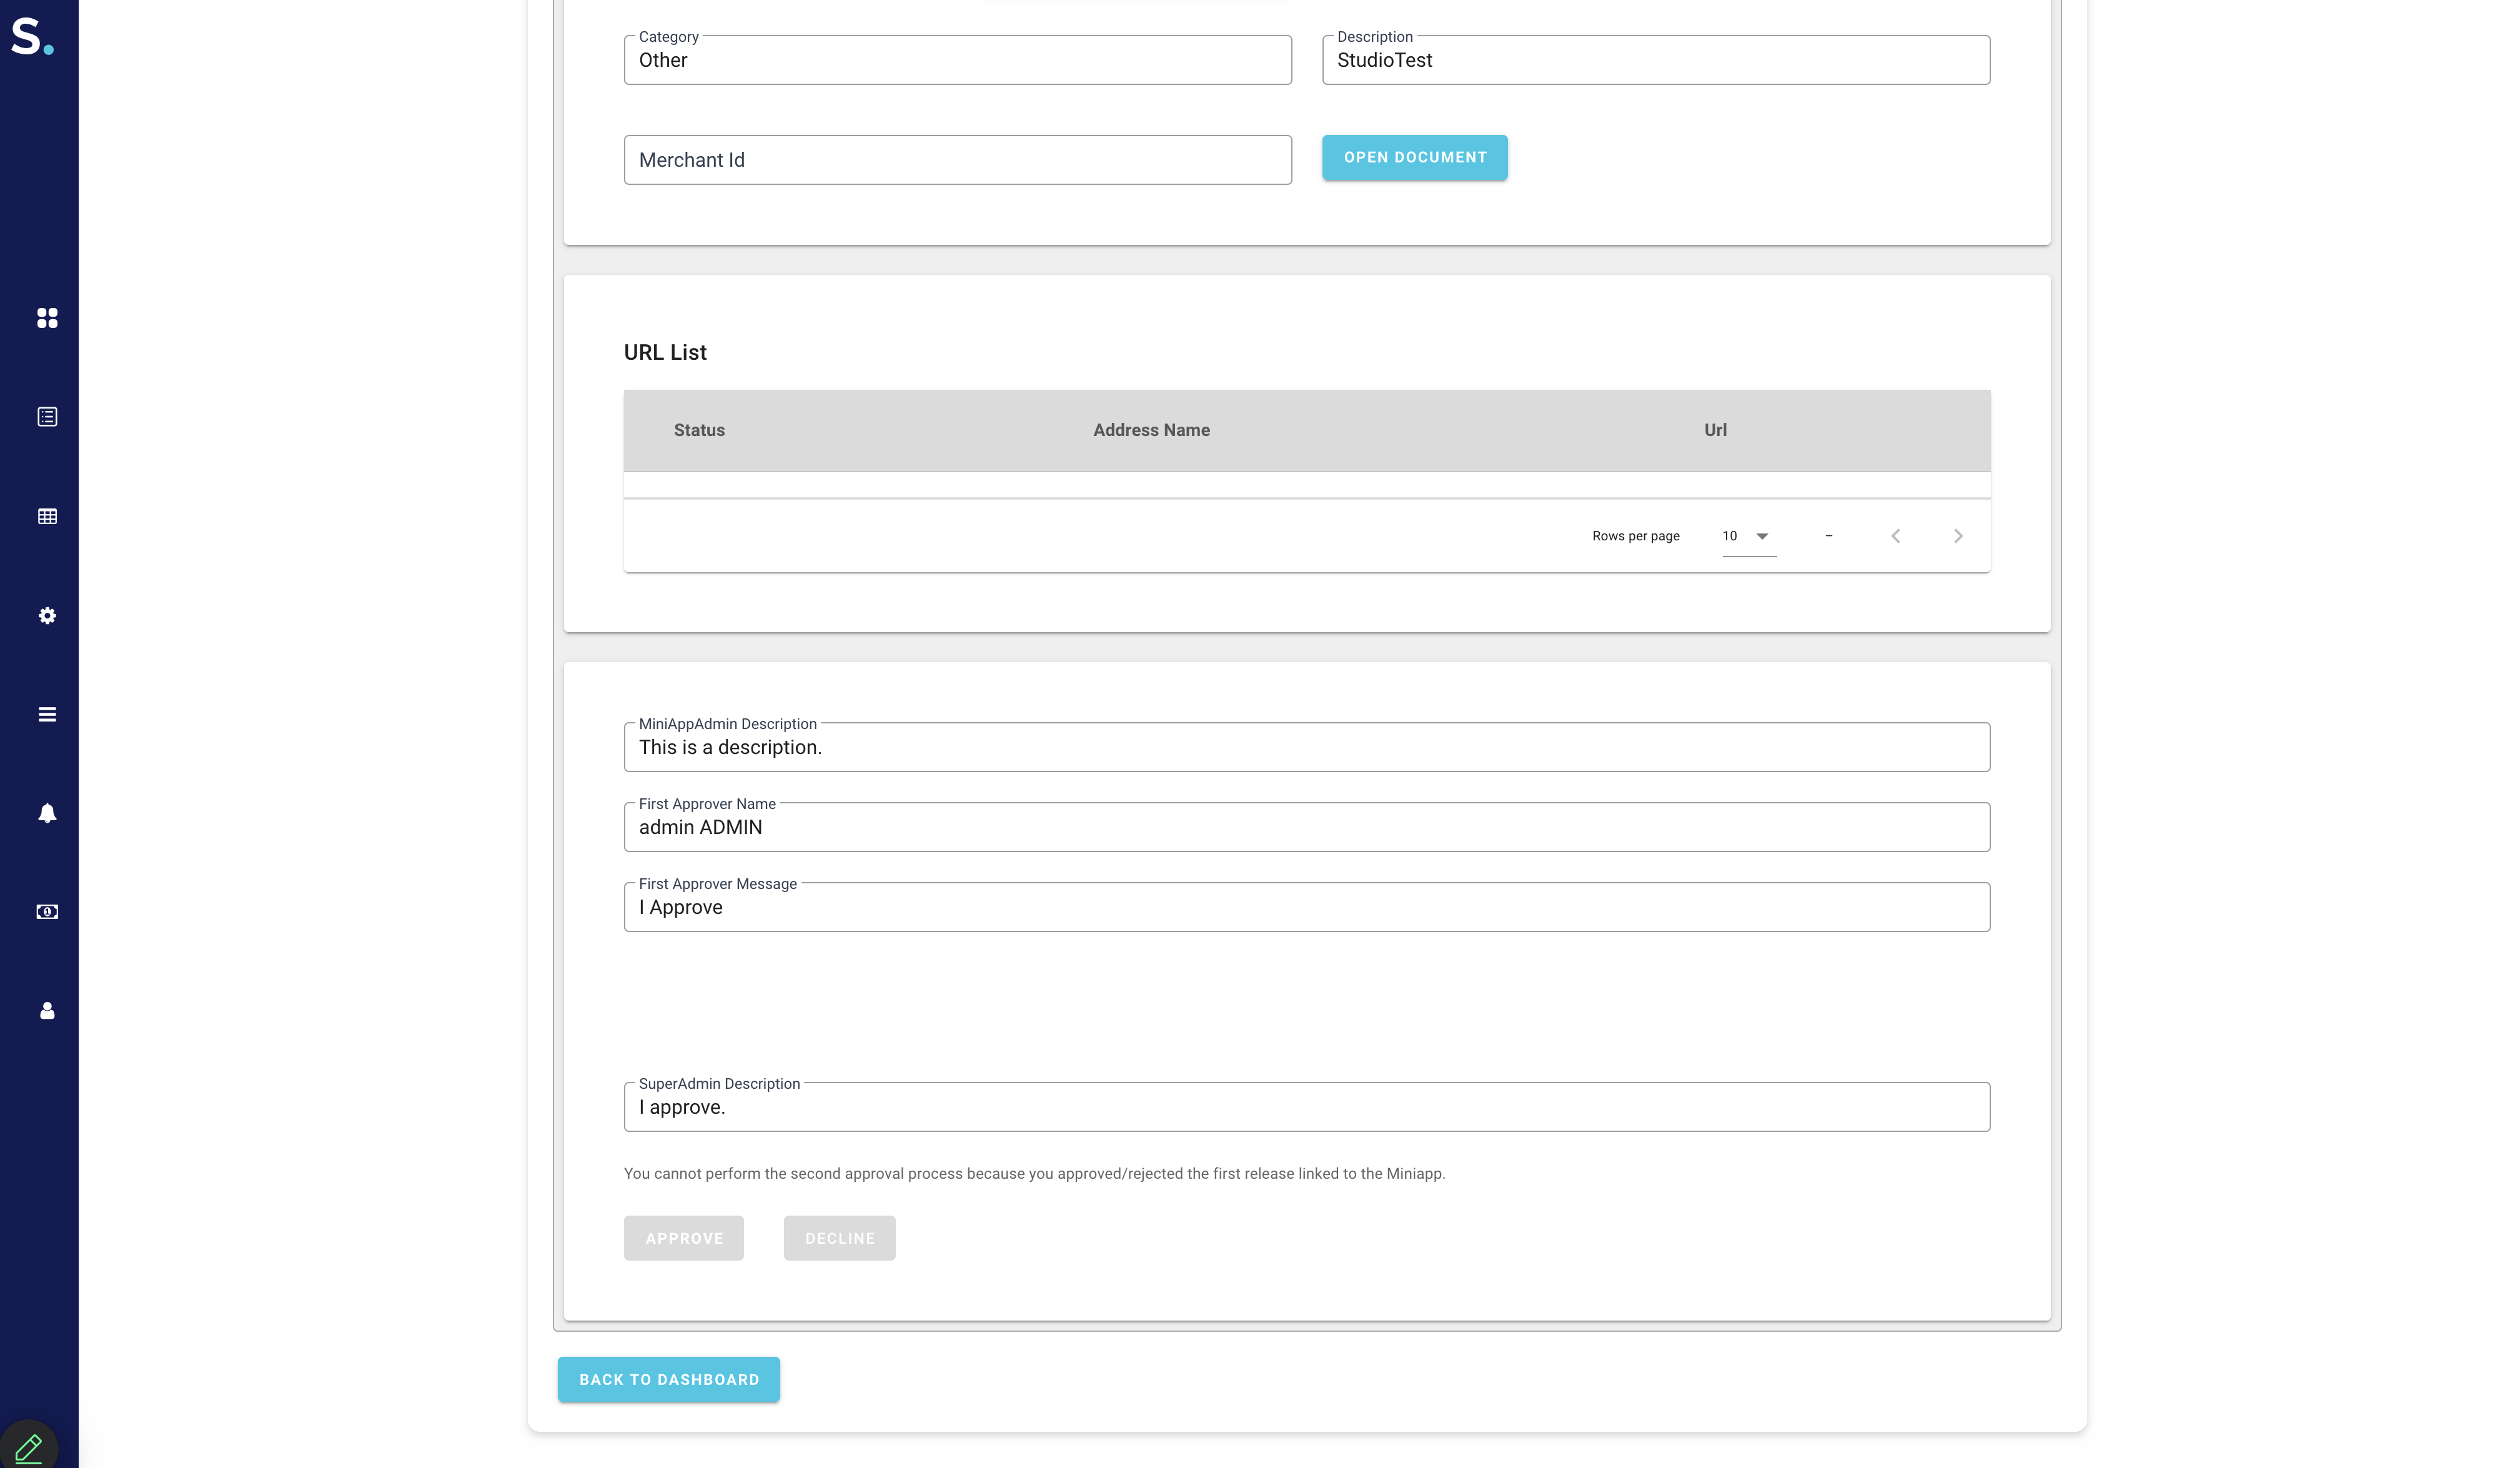 S.
Category
Description
Other
StudioTest
Merchant Id
OPEN DOCUMENT
URL List
Status
Address Name
Url
Rows per page
10
–
MiniAppAdmin Description
This is a description.
First Approver Name
admin ADMIN
First Approver Message
I Approve
SuperAdmin Description
I approve.
You cannot perform the second approval process because you approved/rejected the first release linked to the Miniapp.
APPROVE
DECLINE
BACK TO DASHBOARD